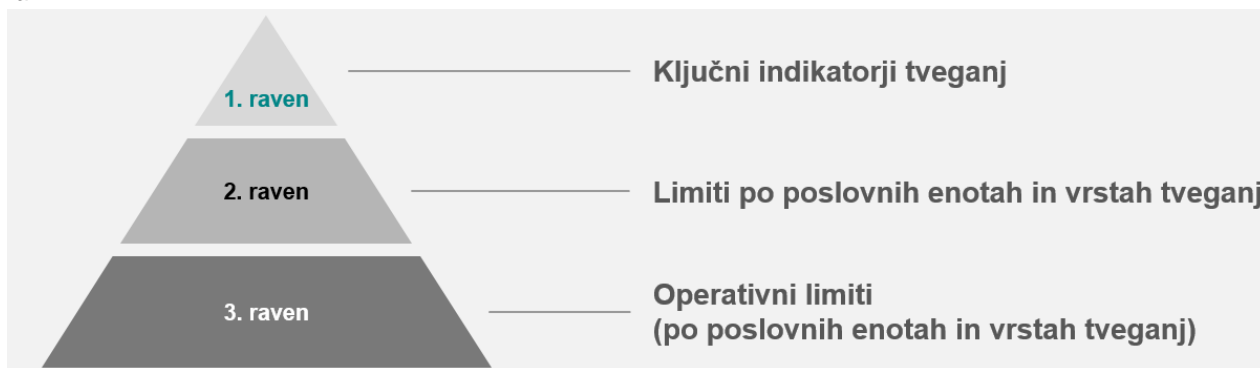 1. raven
Ključni indikatorji tveganj
2. raven
Limiti po poslovnih enotah in vrstah tveganj
3. raven
Operativni limiti
(po poslovnih enotah in vrstah tveganj)